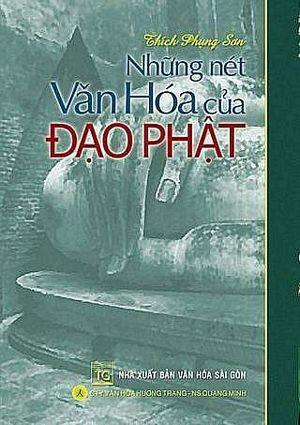 Thích Phụng Sơn
Những nét
Văn Hóa của
ĐẠO PHẬT
NHÀ XUẤT BẢN VĂN HÓA SÀI GÒN
CTY VĂN HÓA HƯƠNG TRANG - NS QUANG MINH